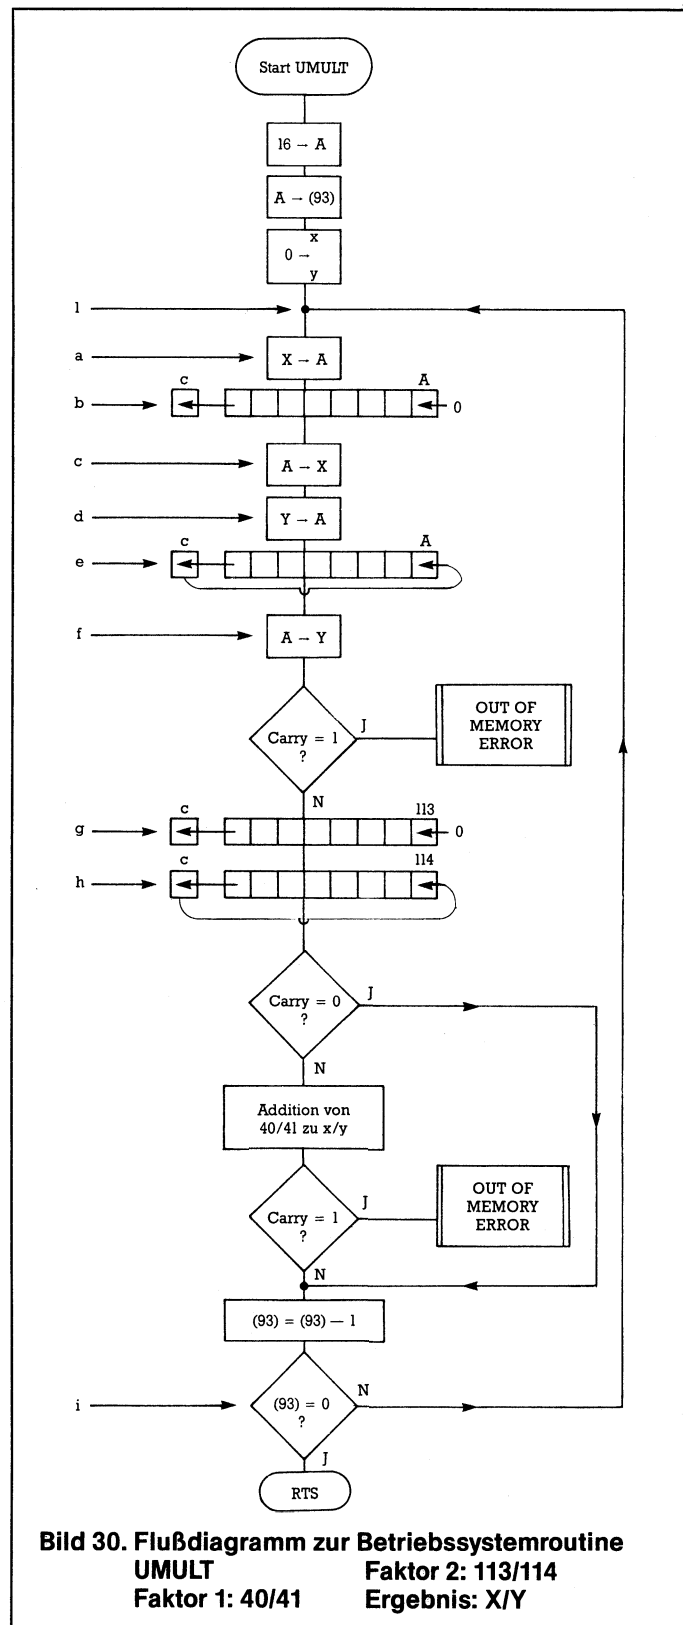 Start UMULT
16 → A
A → (93)
x
0 →
y
l
a
X → A
c
A
b
0
c
A → X
d
Y → A
c
A
e
f
A → Y
Carry = 1
?
J
OUT OF
MEMORY
ERROR
N
c
113
g
0
c
114
h
Carry = 0
?
J
N
Addition von
40/41 zu x/y
Carry = 1
?
J
OUT OF
MEMORY
ERROR
N
(93) = (93) — 1
i
(93) = 0
?
N
J
RTS
Bild 30. Flußdiagramm zur Betriebssystemroutine
UMULT Faktor 2: 113/114
Faktor 1: 40/41 Ergebnis: X/Y